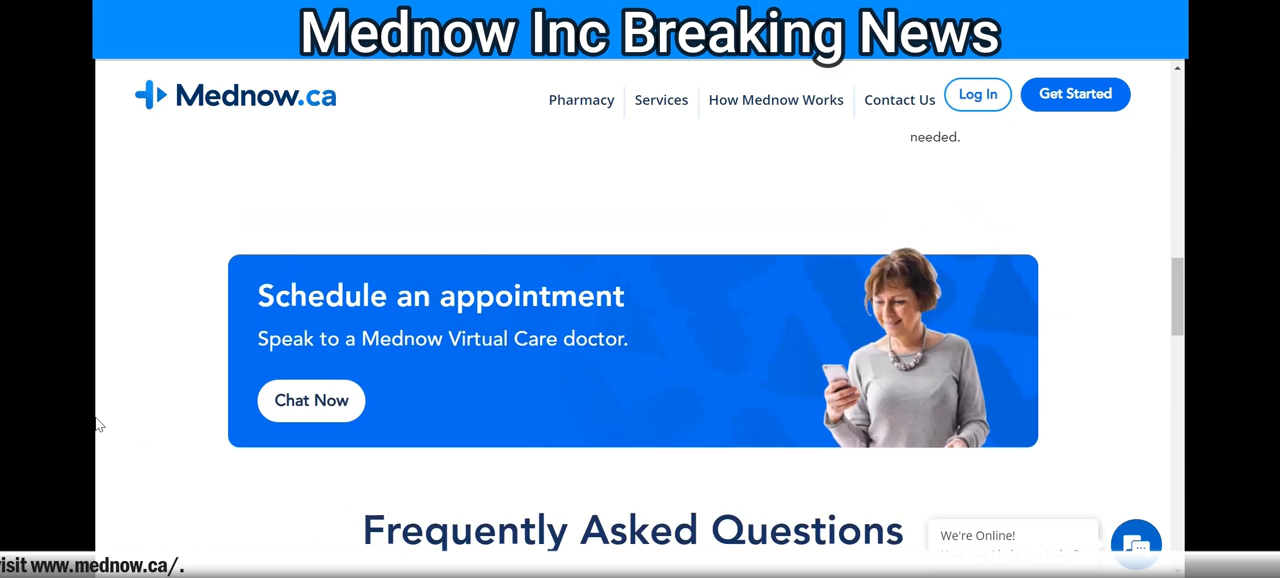 Mednow Inc Breaking News
Mednow.ca
Pharmacy Services How Mednow Works Contact Us Log In Get Started
needed.
Schedule an appointment
Speak to a Mednow Virtual Care doctor.
Chat Now
Frequently Asked Questions
We're Online!
www.mednow.ca/.